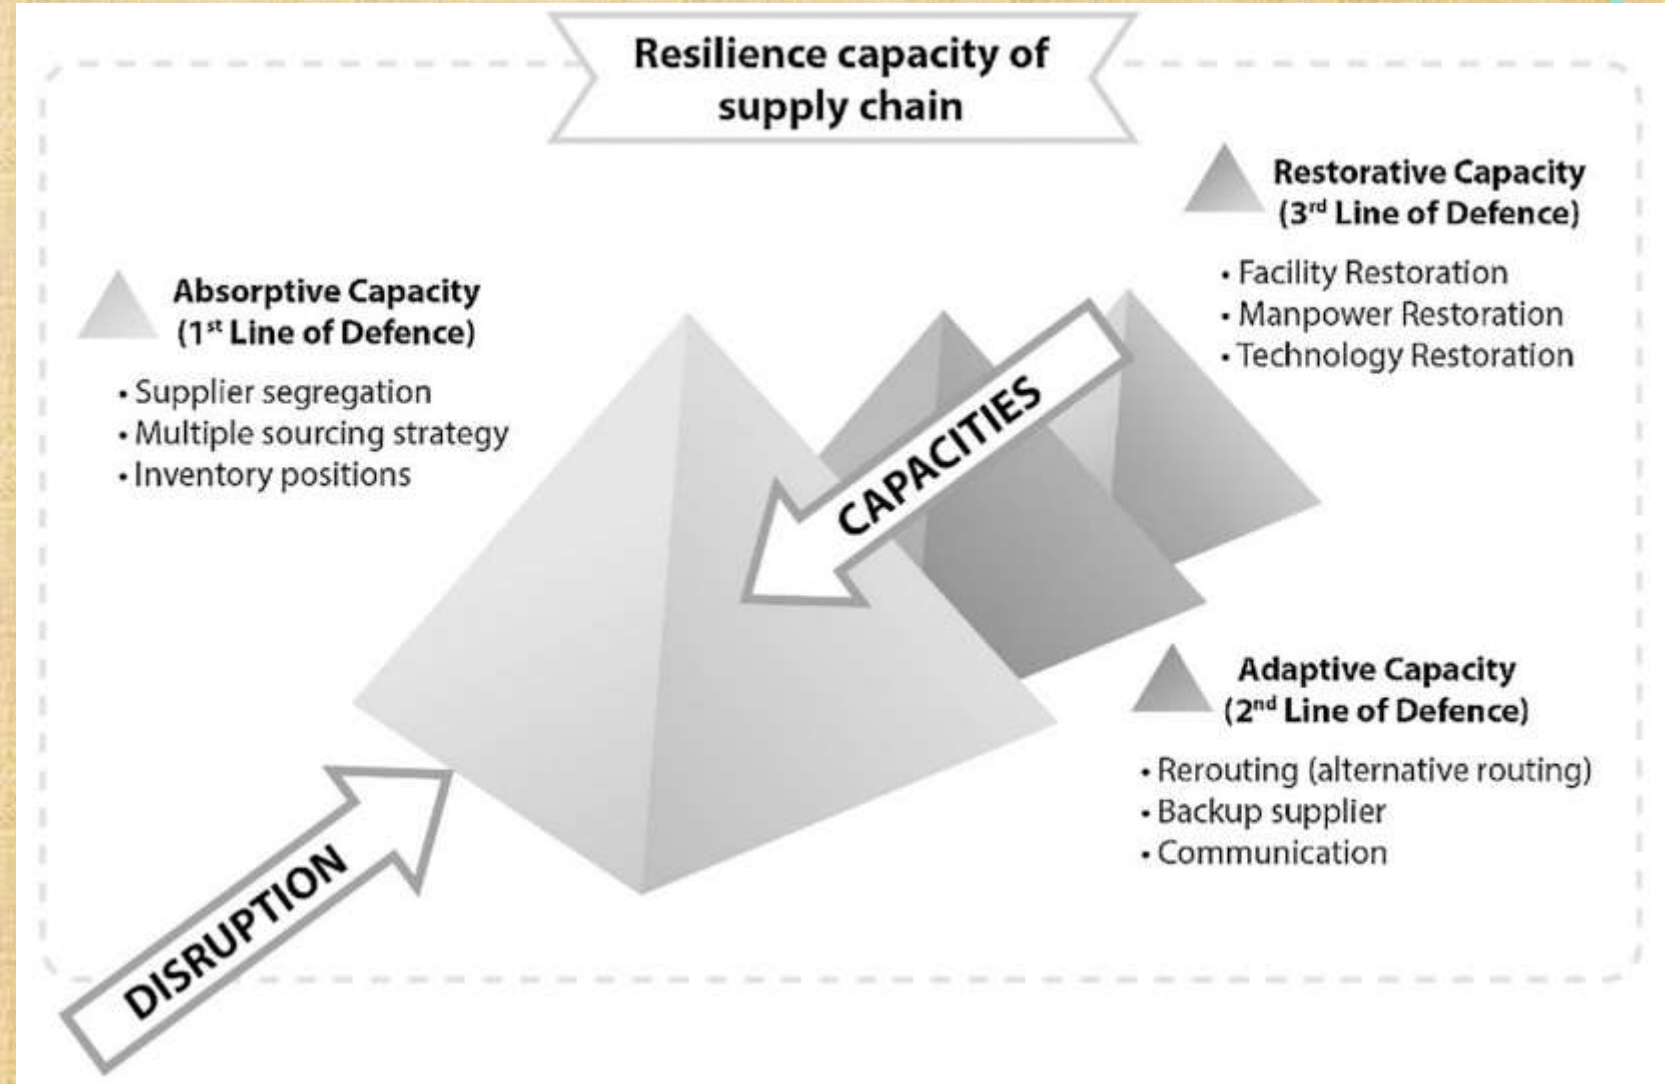 Resilience capacity of
supply chain
Absorptive Capacity
(1st Line of Defence)
• Supplier segregation
• Multiple sourcing strategy
• Inventory positions
Restorative Capacity
(3rd Line of Defence)
• Facility Restoration
• Manpower Restoration
• Technology Restoration
CAPACITIES
Adaptive Capacity
(2nd Line of Defence)
• Rerouting (alternative routing)
• Backup supplier
• Communication
DISRUPTION